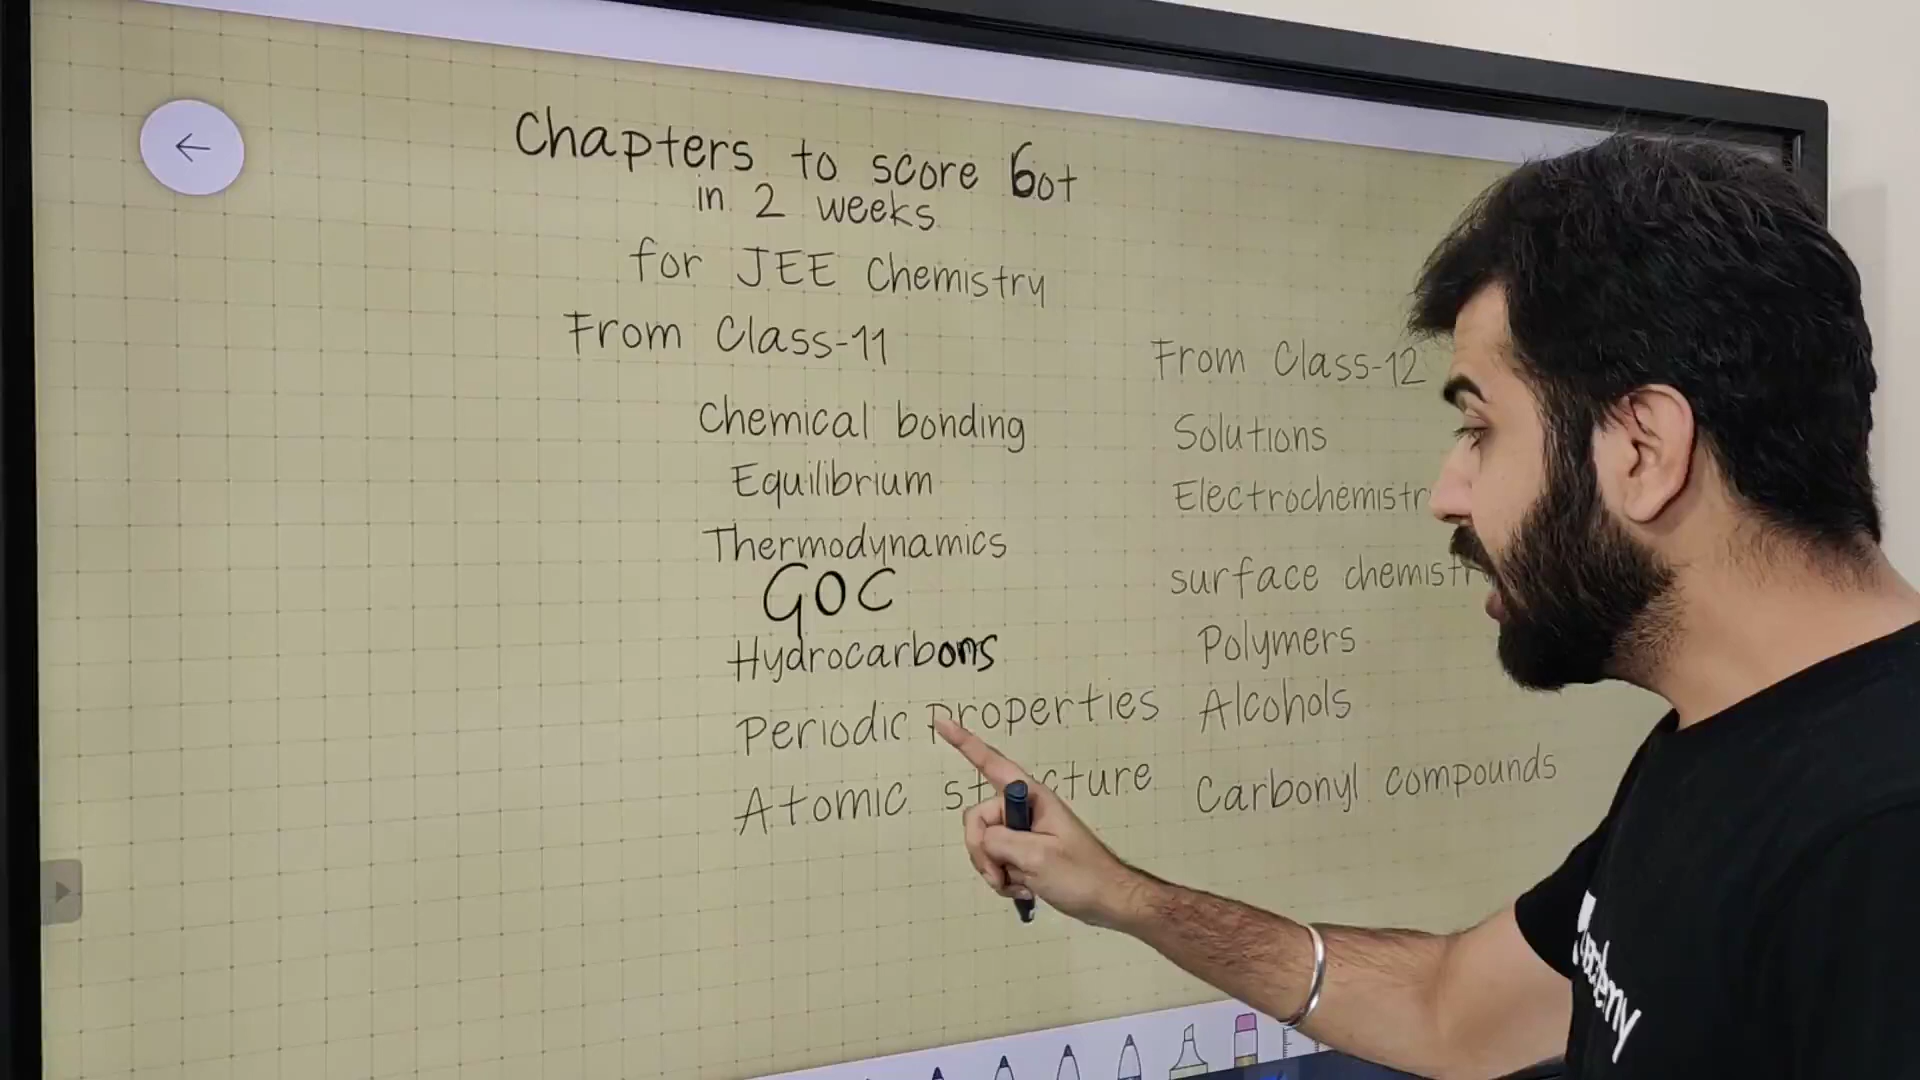 Chapters to score 60+
in 2 weeks
for JEE Chemistry
From Class-11
Chemical bonding
Equilibrium
Thermodynamics
GOC
Hydrocarbons
Periodic properties
Atomic structure
From Class-12
Solutions
Electrochemistr
surface chemist
Polymers
Alcohols
Carbonyl compounds